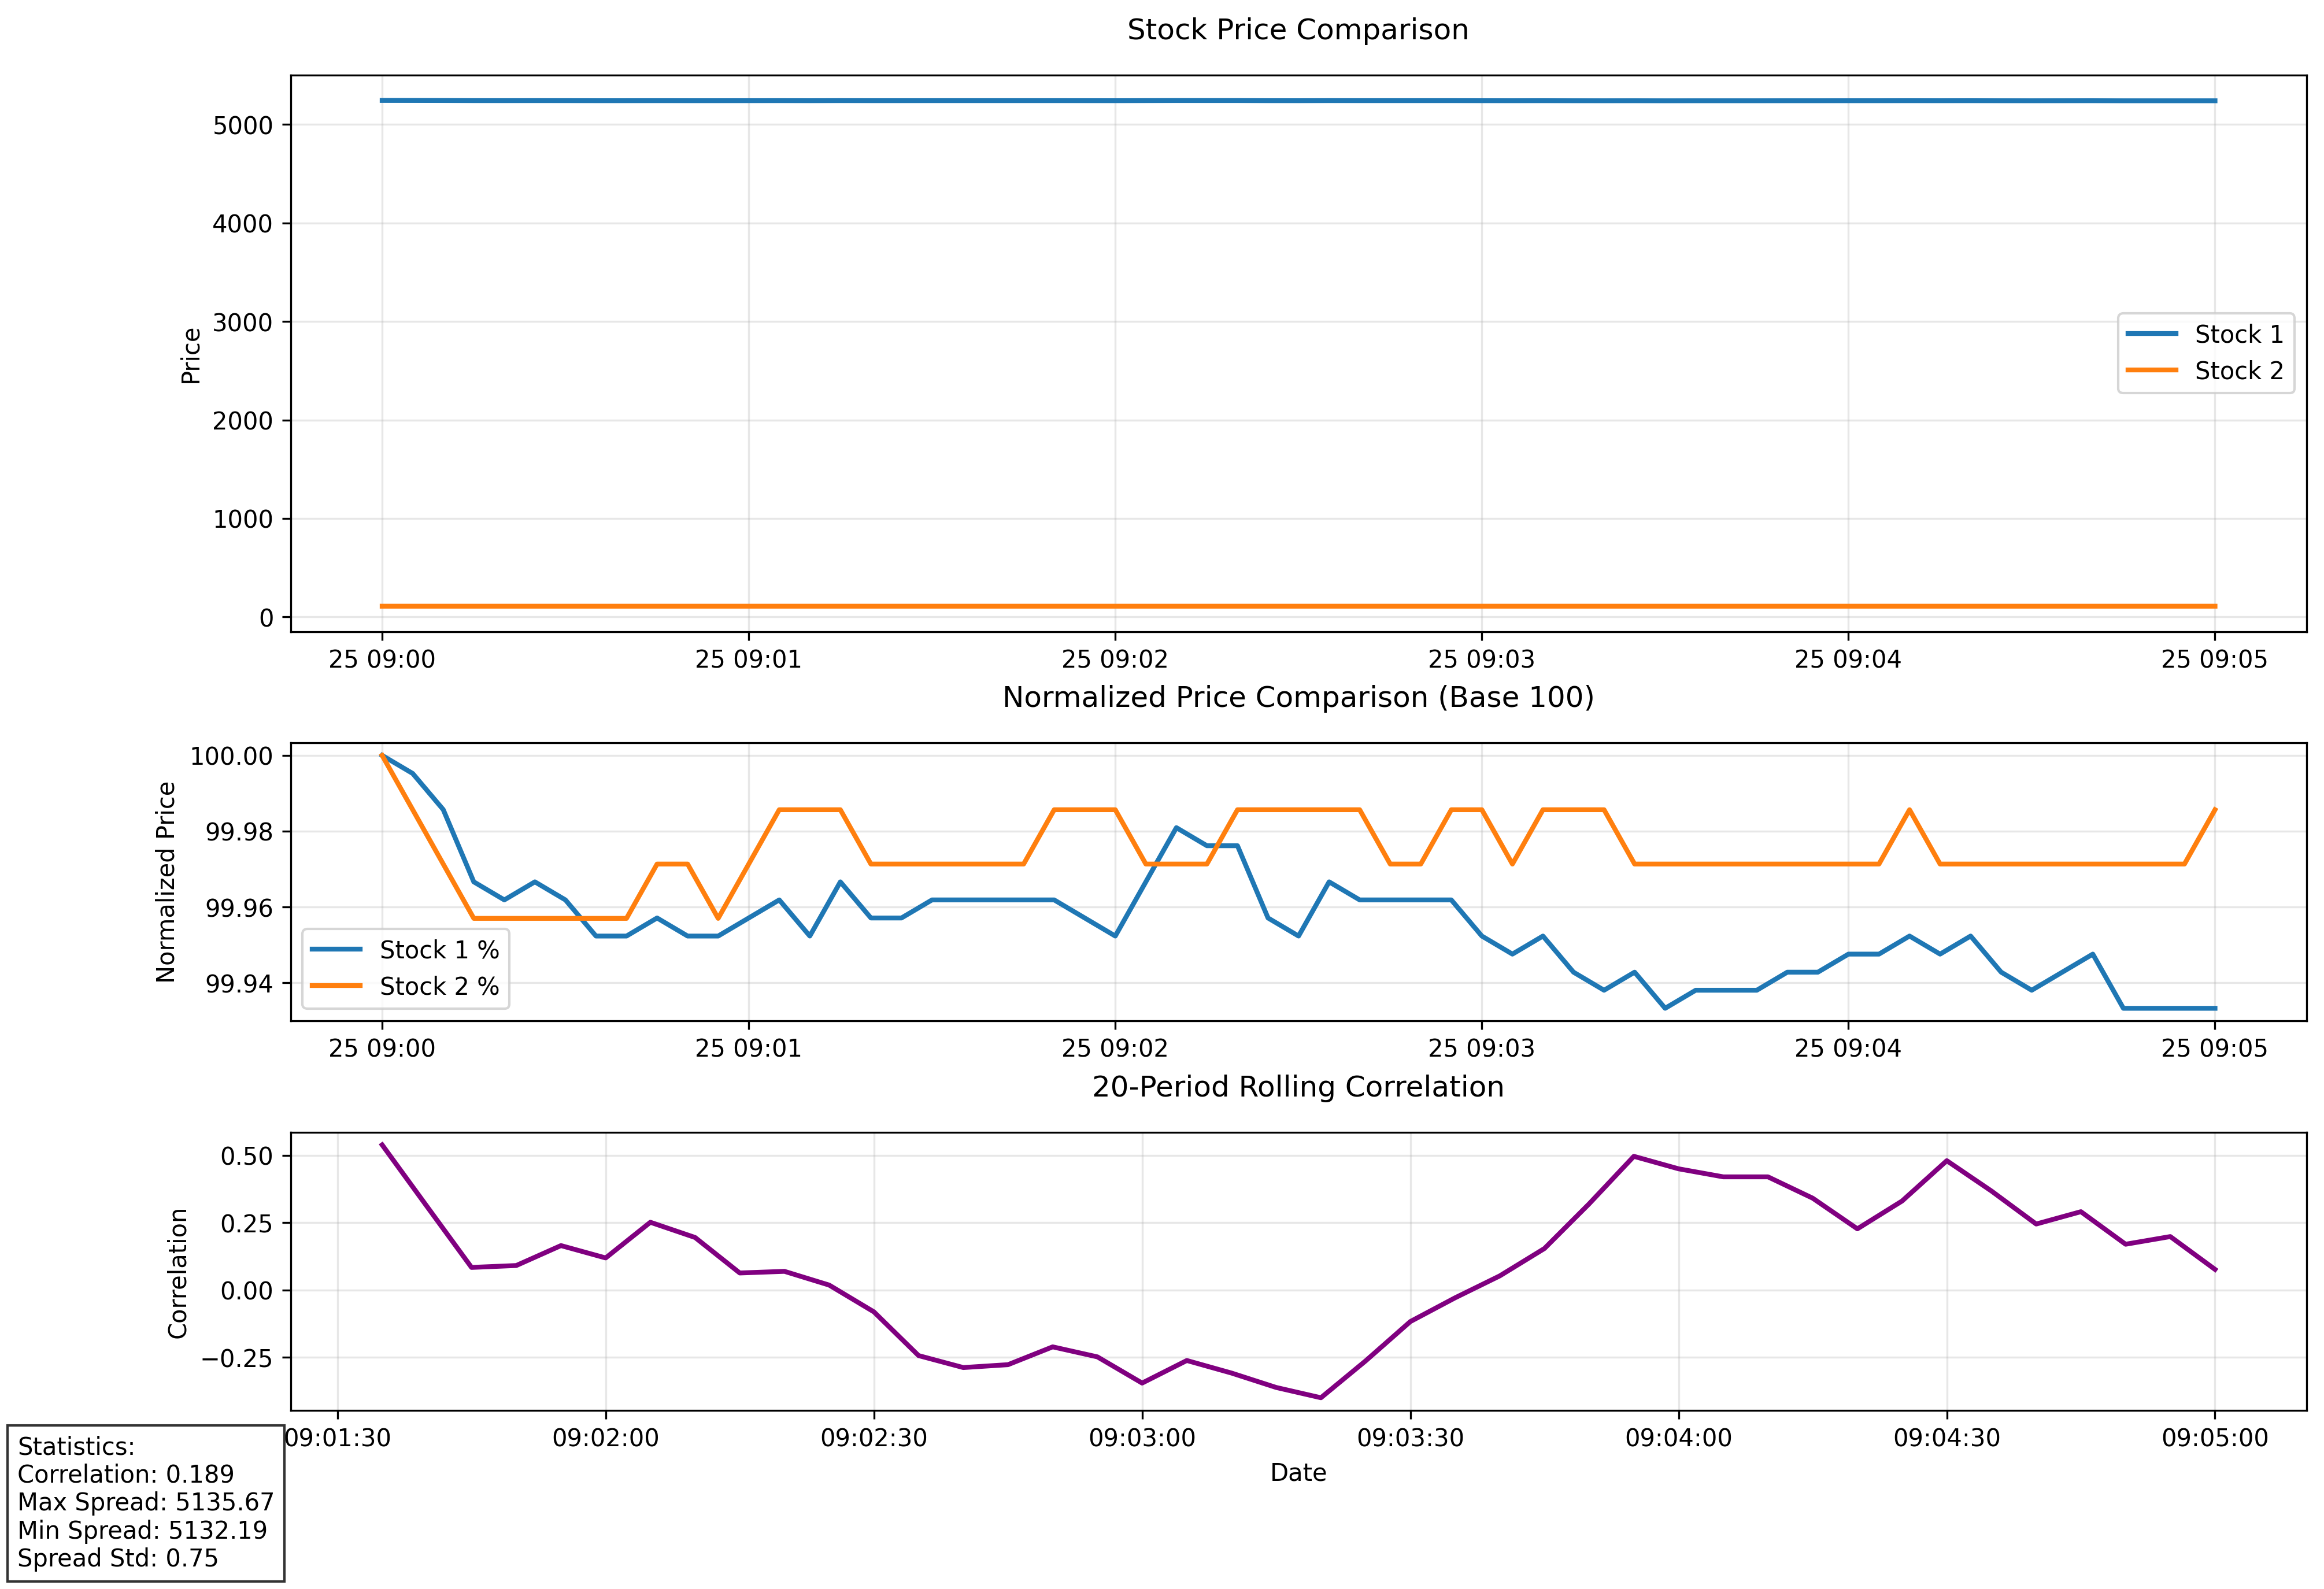 Stock Price Comparison
Price
5000
4000
3000
2000
1000
0
Stock 1
Stock 2
25 09:00 25 09:01 25 09:02 25 09:03 25 09:04 25 09:05
Normalized Price Comparison (Base 100)
Normalized Price
100.00
99.98
99.96
99.94
Stock 1 %
Stock 2 %
25 09:00 25 09:01 25 09:02 25 09:03 25 09:04 25 09:05
20-Period Rolling Correlation
Correlation
0.50
0.25
0.00
−0.25
09:01:30 09:02:00 09:02:30 09:03:00 09:03:30 09:04:00 09:04:30 09:05:00
Date
Statistics:
Correlation: 0.189
Max Spread: 5135.67
Min Spread: 5132.19
Spread Std: 0.75